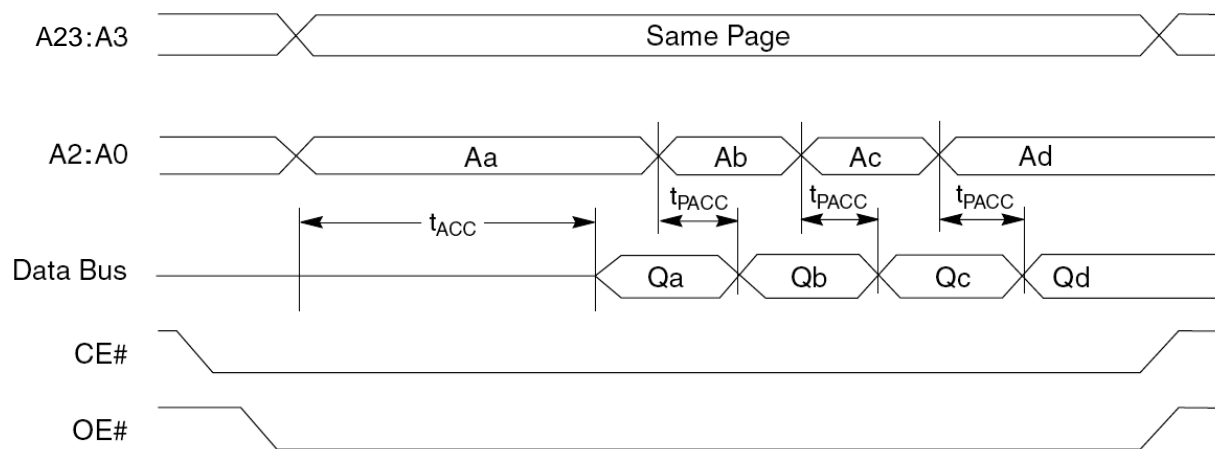 A23:A3 Same Page
A2:A0 Aa Ab Ac Ad
tACC tPACC tPACC tPACC
Data Bus Qa Qb Qc Qd
CE#
OE#